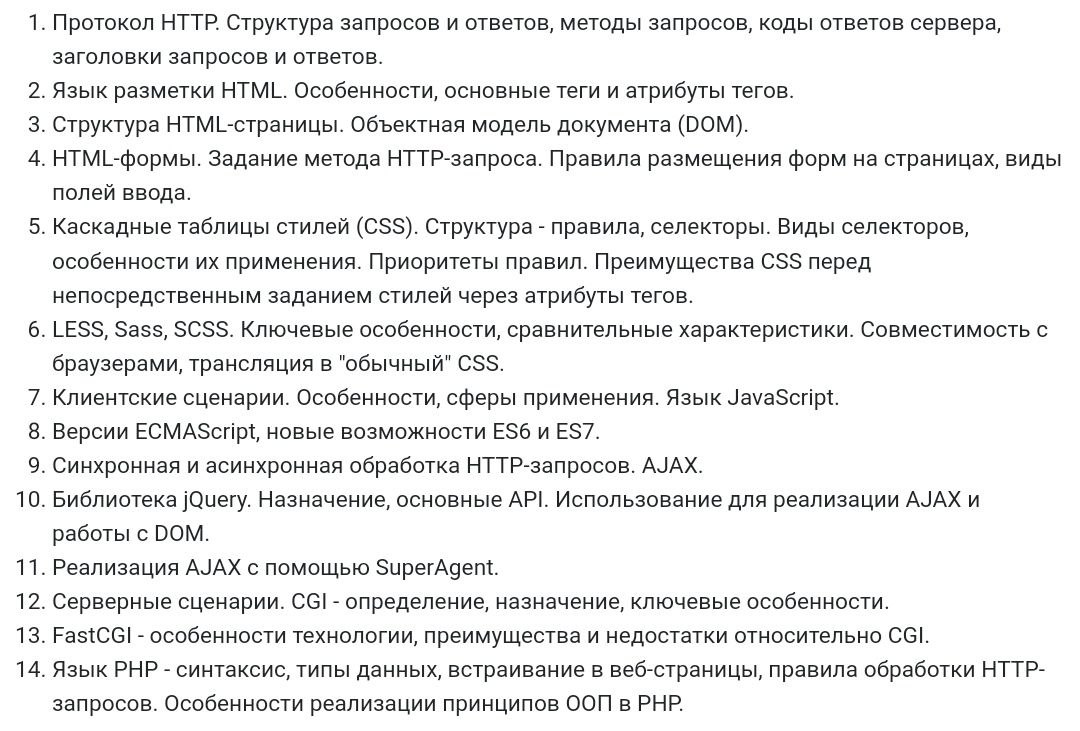 1. Протокол HTTP. Структура запросов и ответов, методы запросов, коды ответов сервера,
заголовки запросов и ответов.
2. Язык разметки HTML. Особенности, основные теги и атрибуты тегов.
3. Структура HTML-страницы. Объектная модель документа (DOM).
4. HTML-формы. Задание метода HTTP-запроса. Правила размещения форм на страницах, виды
полей ввода.
5. Каскадные таблицы стилей (CSS). Структура - правила, селекторы. Виды селекторов,
особенности их применения. Приоритеты правил. Преимущества CSS перед
непосредственным заданием стилей через атрибуты тегов.
6. LESS, Sass, SCSS. Ключевые особенности, сравнительные характеристики. Совместимость с
браузерами, трансляция в "обычный" CSS.
7. Клиентские сценарии. Особенности, сферы применения. Язык JavaScript.
8. Версии ECMAScript, новые возможности ES6 и ES7.
9. Синхронная и асинхронная обработка HTTP-запросов. AJAX.
10. Библиотека jQuery. Назначение, основные API. Использование для реализации AJAX и
работы с DOM.
11. Реализация AJAX с помощью SuperAgent.
12. Серверные сценарии. CGI - определение, назначение, ключевые особенности.
13. FastCGI - особенности технологии, преимущества и недостатки относительно CGI.
14. Язык PHP - синтаксис, типы данных, встраивание в веб-страницы, правила обработки HTTP-
запросов. Особенности реализации принципов ООП в PHP.